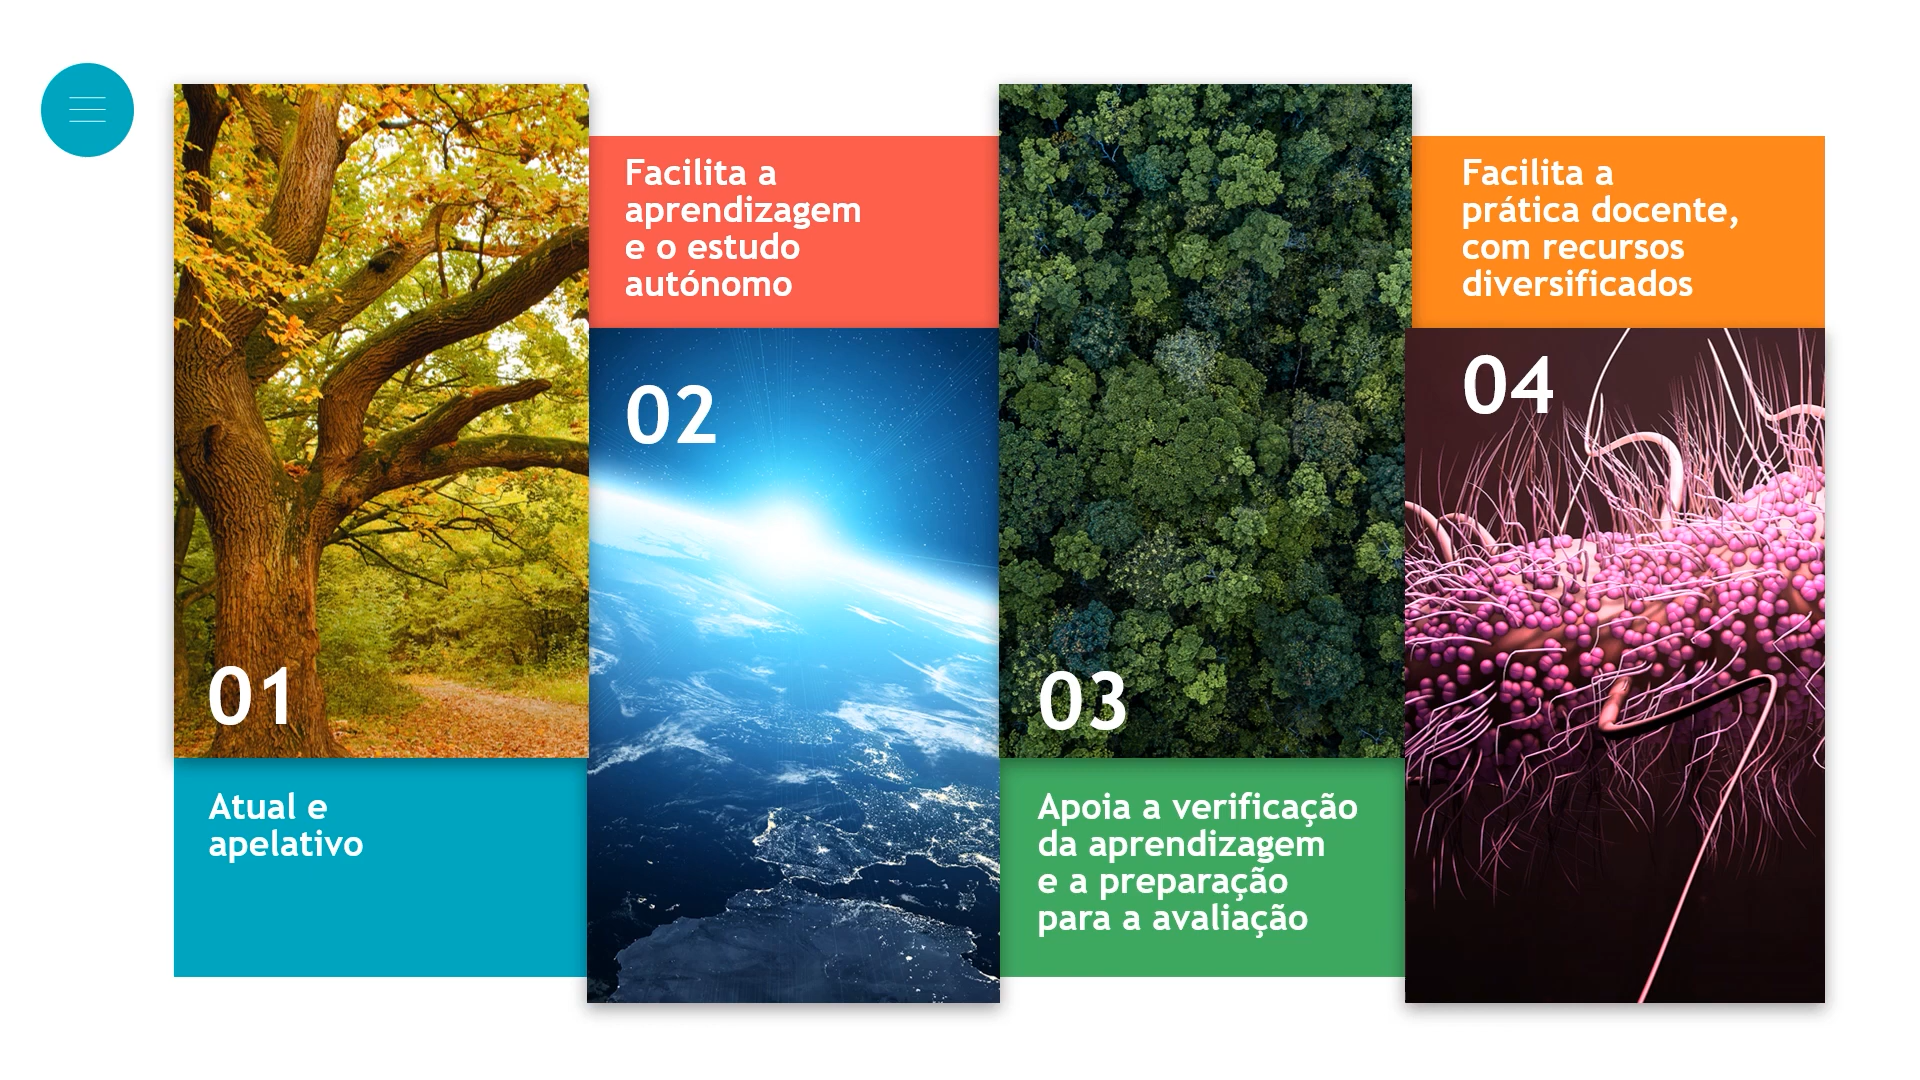 01
Atual e
apelativo
Facilita a
aprendizagem
e o estudo
autónomo
02
03
Apoia a verificação
da aprendizagem
e a preparação
para a avaliação
Facilita a
prática docente,
com recursos
diversificados
04